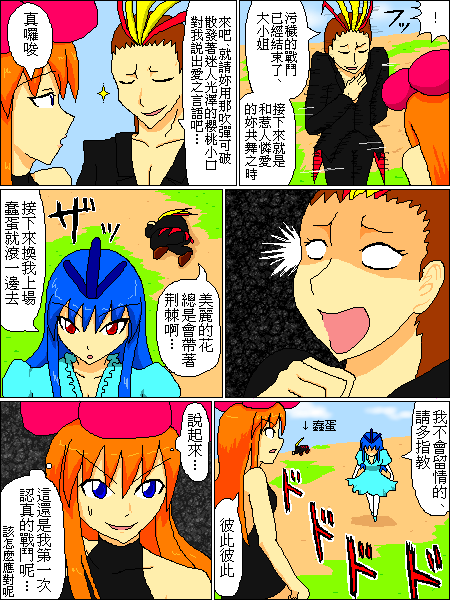 ！
污穢的戰鬥
已經結束了、
大小姐
接下來就是
和惹人憐愛
的妳共舞之時
來吧、就請妳用那吹彈可破
散發著迷人光澤的櫻桃小口
對我說出愛之言語吧…
真囉唆
美麗的花
總是會帶著
荊棘啊…
ザッ
接下來換我上場
蠢蛋就滾一邊去
我不會留情的、
請多指教
↓蠢蛋
彼此彼此
ドドドド
說起來…
這還是我第一次
認真的戰鬥呢…
該怎麼應對呢